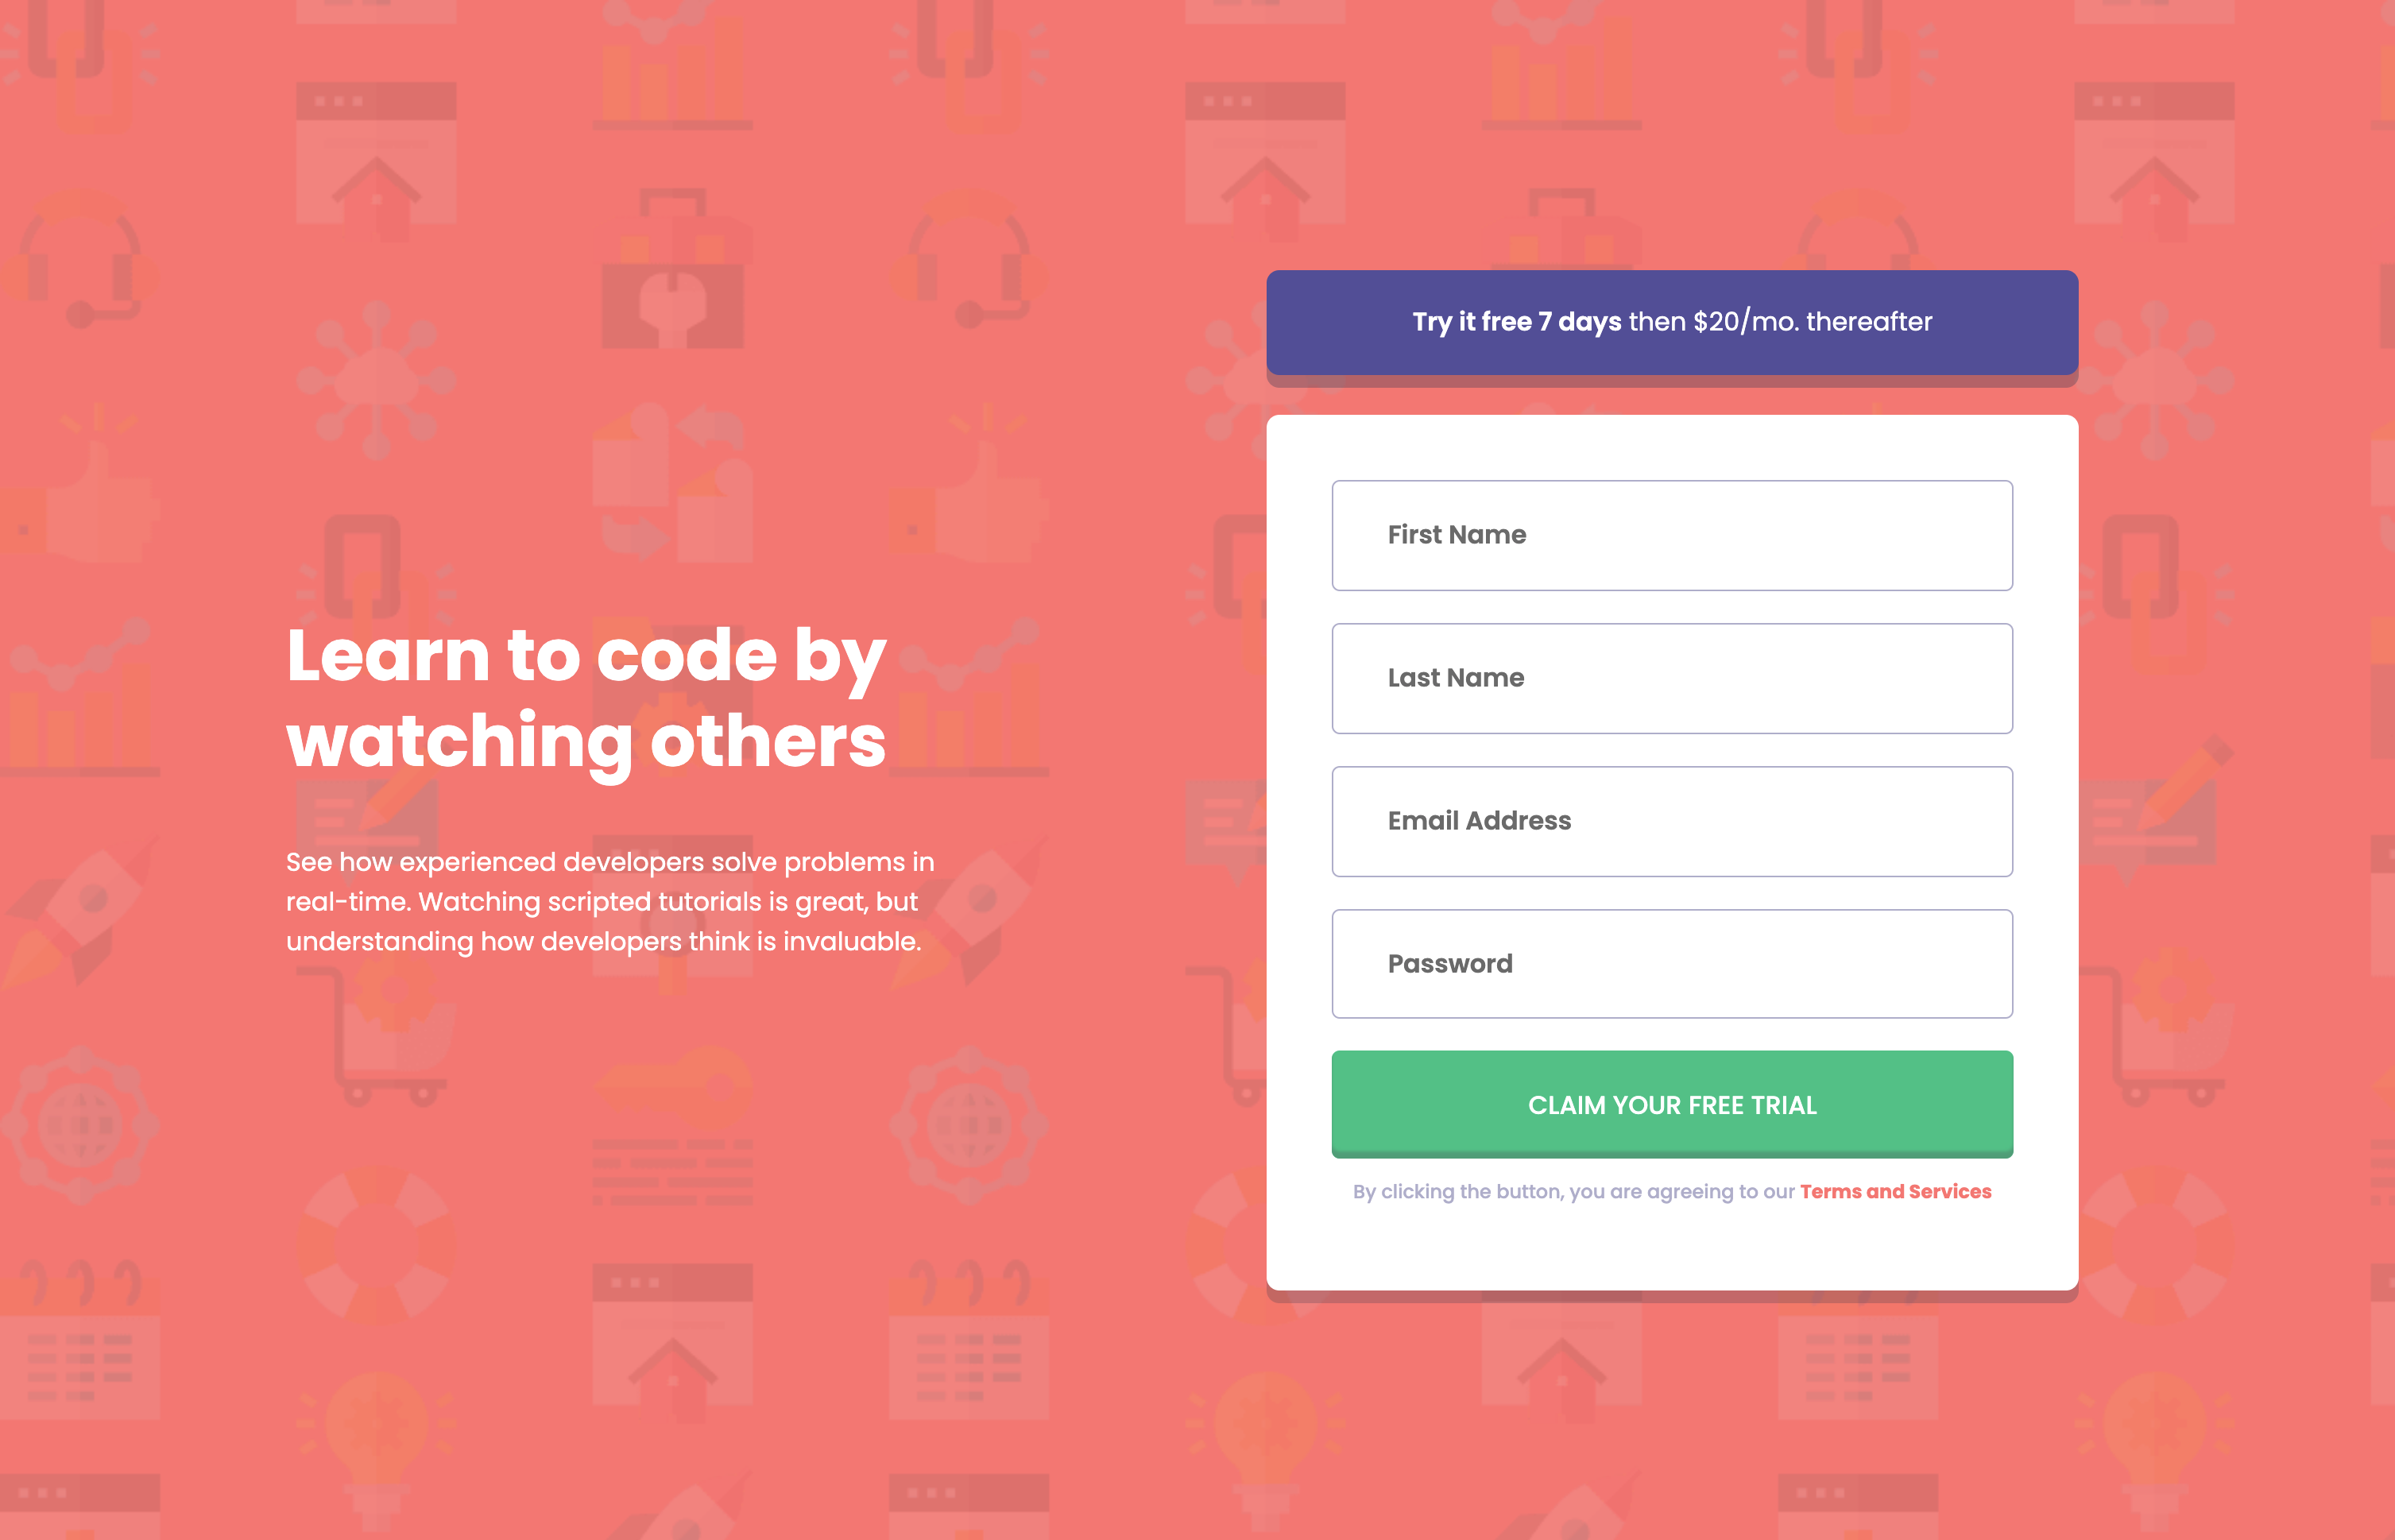 Learn to code by
watching others
See how experienced developers solve problems in
real-time. Watching scripted tutorials is great, but
understanding how developers think is invaluable.
Try it free 7 days then $20/mo. thereafter
First Name
Last Name
Email Address
Password
CLAIM YOUR FREE TRIAL
By clicking the button, you are agreeing to our Terms and Services